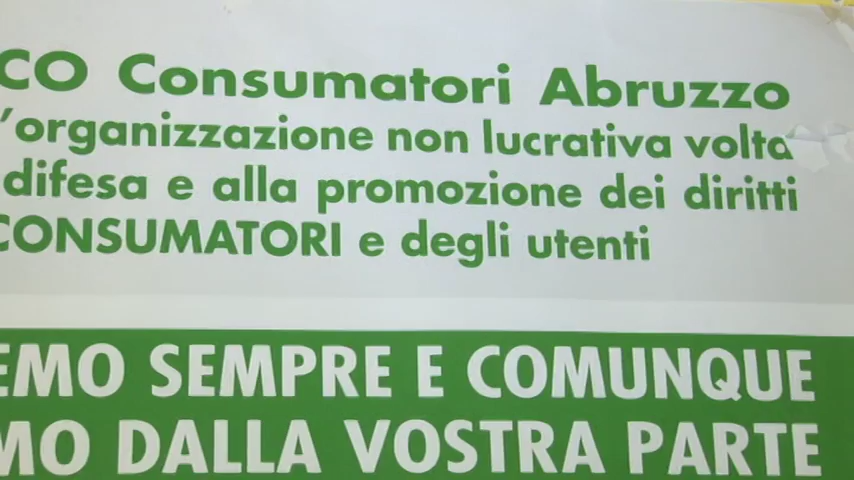 CO Consumatori Abruzzo
'organizzazione non lucrativa volta
difesa e alla promozione dei diritti
CONSUMATORI e degli utenti
EMO SEMPRE E COMUNQUE
MO DALLA VOSTRA PARTE